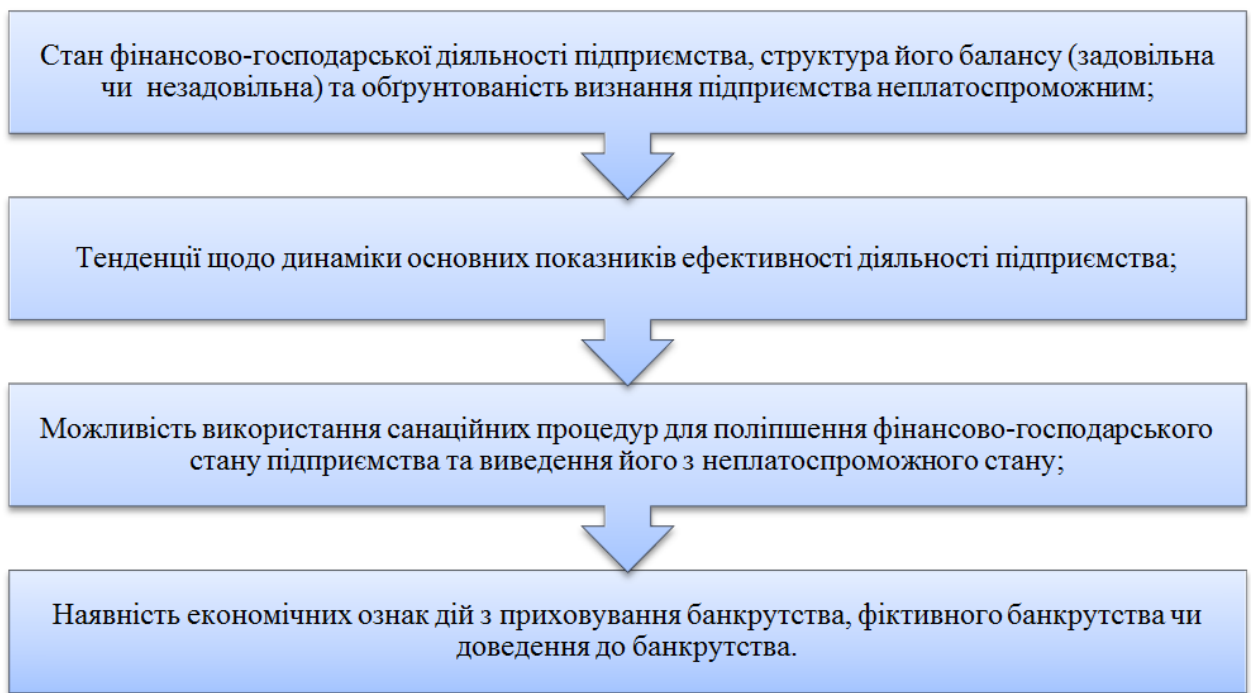 Стан фінансово-господарської діяльності підприємства, структура його балансу (задовільна
чи незадовільна) та обґрунтованість визнання підприємства неплатоспроможним;
Тенденції щодо динаміки основних показників ефективності діяльності підприємства;
Можливість використання санаційних процедур для поліпшення фінансово-господарського
стану підприємства та виведення його з неплатоспроможного стану;
Наявність економічних ознак дій з приховування банкрутства, фіктивного банкрутства чи
доведення до банкрутства.